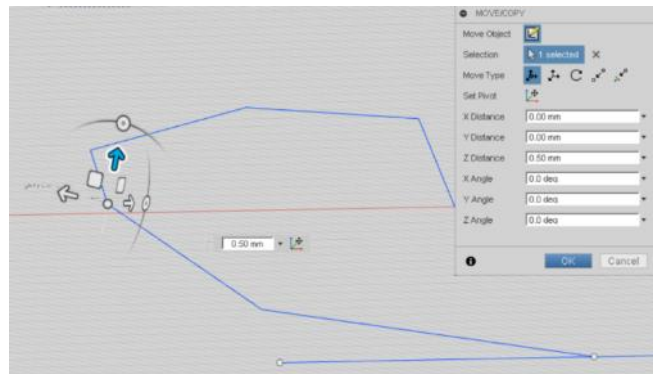 MOVE/COPY
Move Object
Selection 1 selected
Move Type
Set Pivot
X Distance 0.00 mm
Y Distance 0.00 mm
Z Distance 0.50 mm
X Angle 0.0 deg
Y Angle 0.0 deg
Z Angle 0.0 deg
0.50 mm
OK Cancel